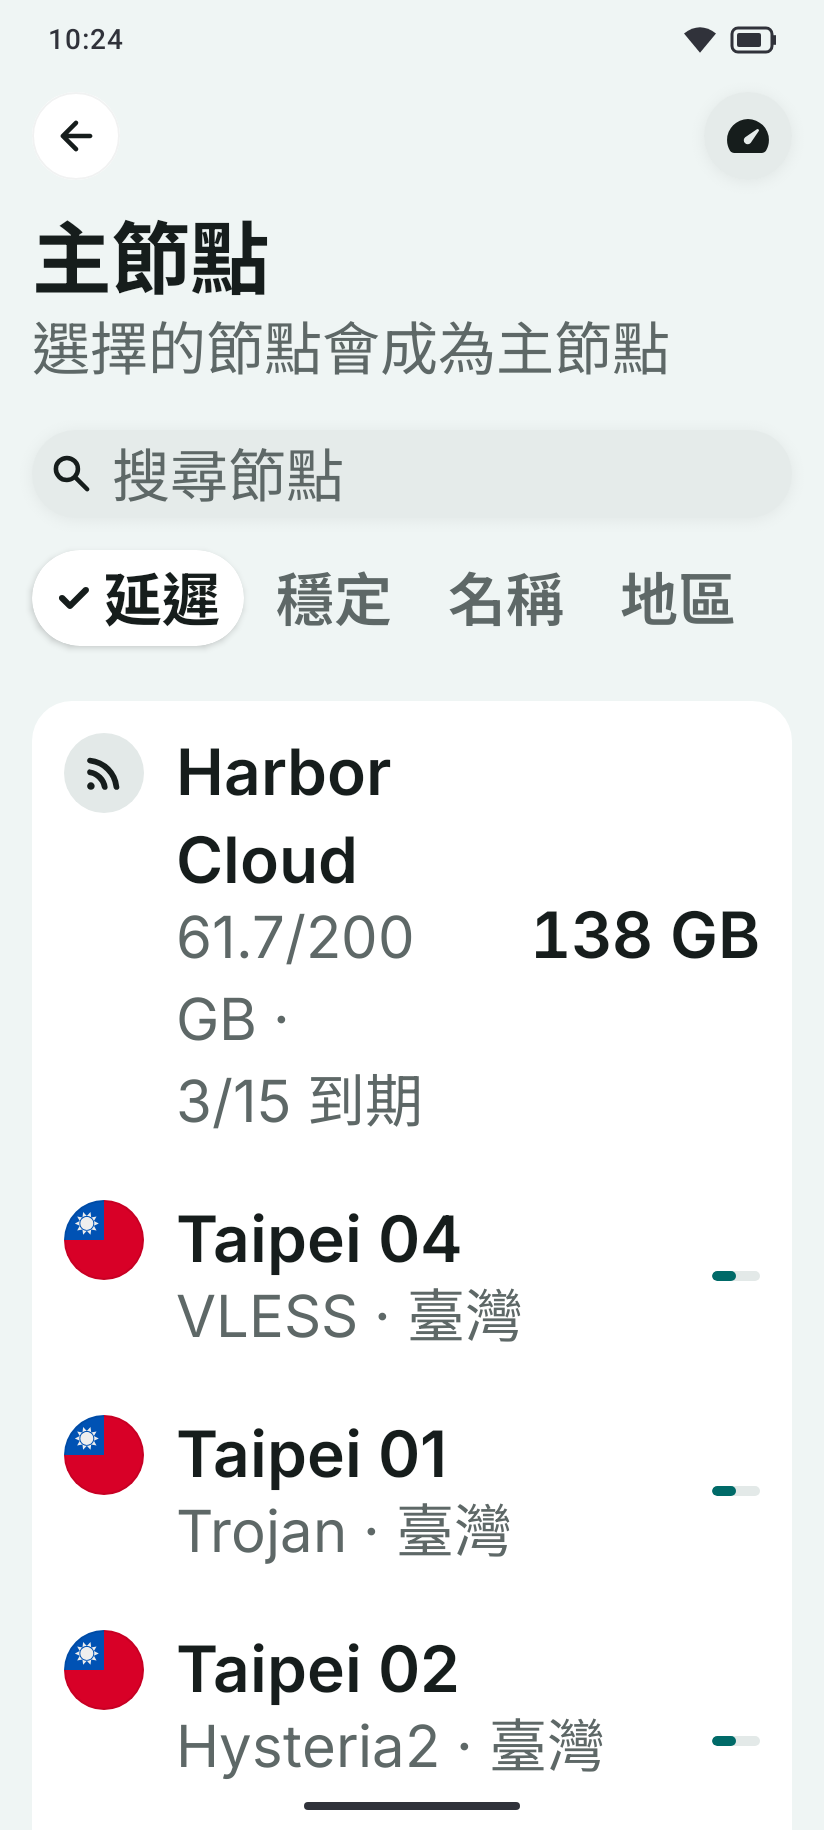 10:24
主節點
選擇的節點會成為主節點
搜尋節點
延遲 穩定 名稱 地區
Harbor
Cloud
61.7/200
GB ·
3/15 到期
138 GB
Taipei 04
VLESS · 臺灣
Taipei 01
Trojan · 臺灣
Taipei 02
Hysteria2 · 臺灣